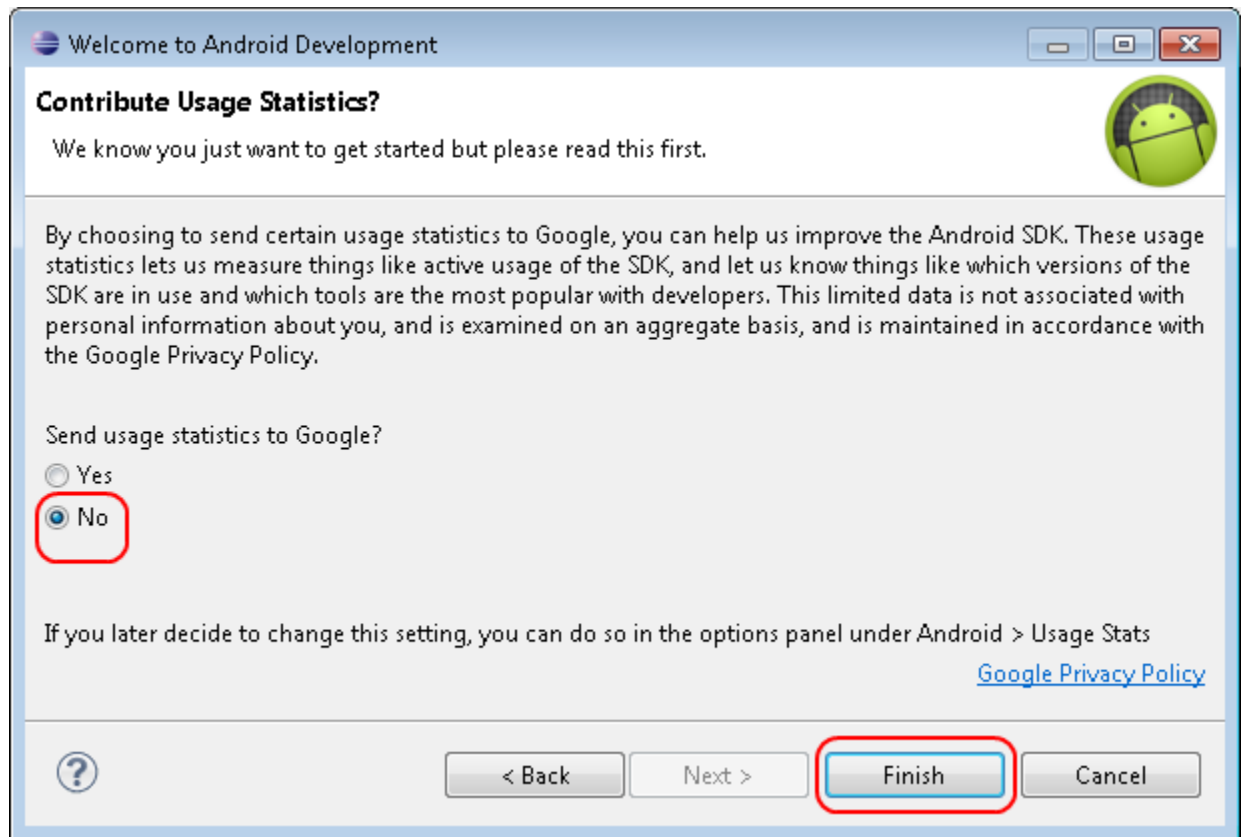 Welcome to Android Development
Contribute Usage Statistics?
We know you just want to get started but please read this first.
By choosing to send certain usage statistics to Google, you can help us improve the Android SDK. These usage
statistics lets us measure things like active usage of the SDK, and let us know things like which versions of the
SDK are in use and which tools are the most popular with developers. This limited data is not associated with
personal information about you, and is examined on an aggregate basis, and is maintained in accordance with
the Google Privacy Policy.
Send usage statistics to Google?
Yes
No
If you later decide to change this setting, you can do so in the options panel under Android > Usage Stats
Google Privacy Policy
? < Back Next > Finish Cancel